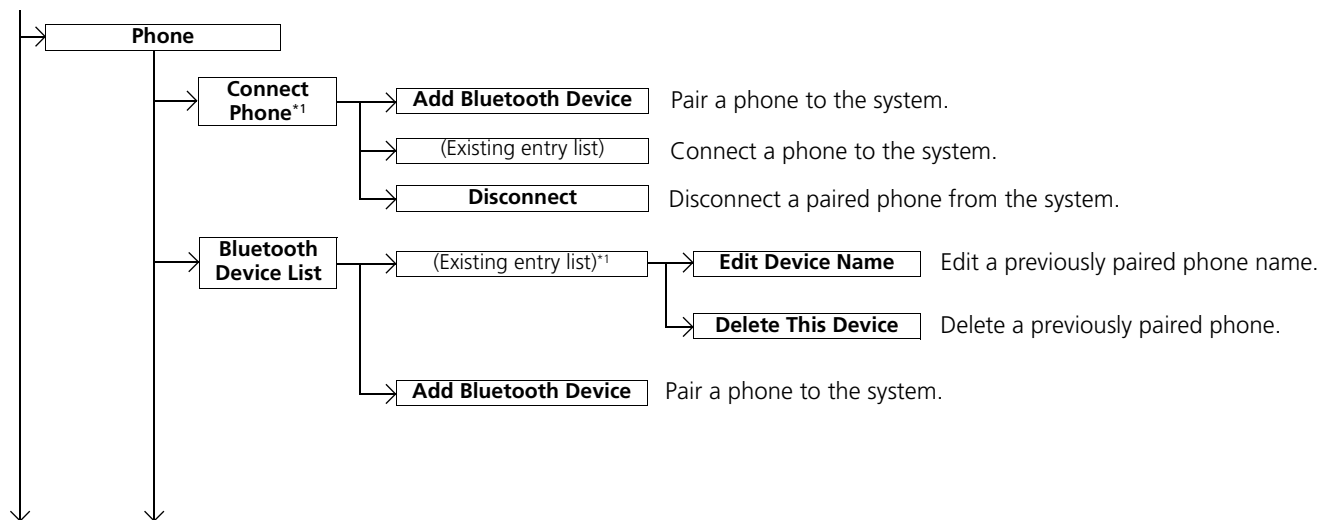 Phone
Connect
Phone*1
Add Bluetooth Device
Pair a phone to the system.
(Existing entry list)
Connect a phone to the system.
Disconnect
Disconnect a paired phone from the system.
Bluetooth
Device List
(Existing entry list)*1
Edit Device Name
Edit a previously paired phone name.
Delete This Device
Delete a previously paired phone.
Add Bluetooth Device
Pair a phone to the system.